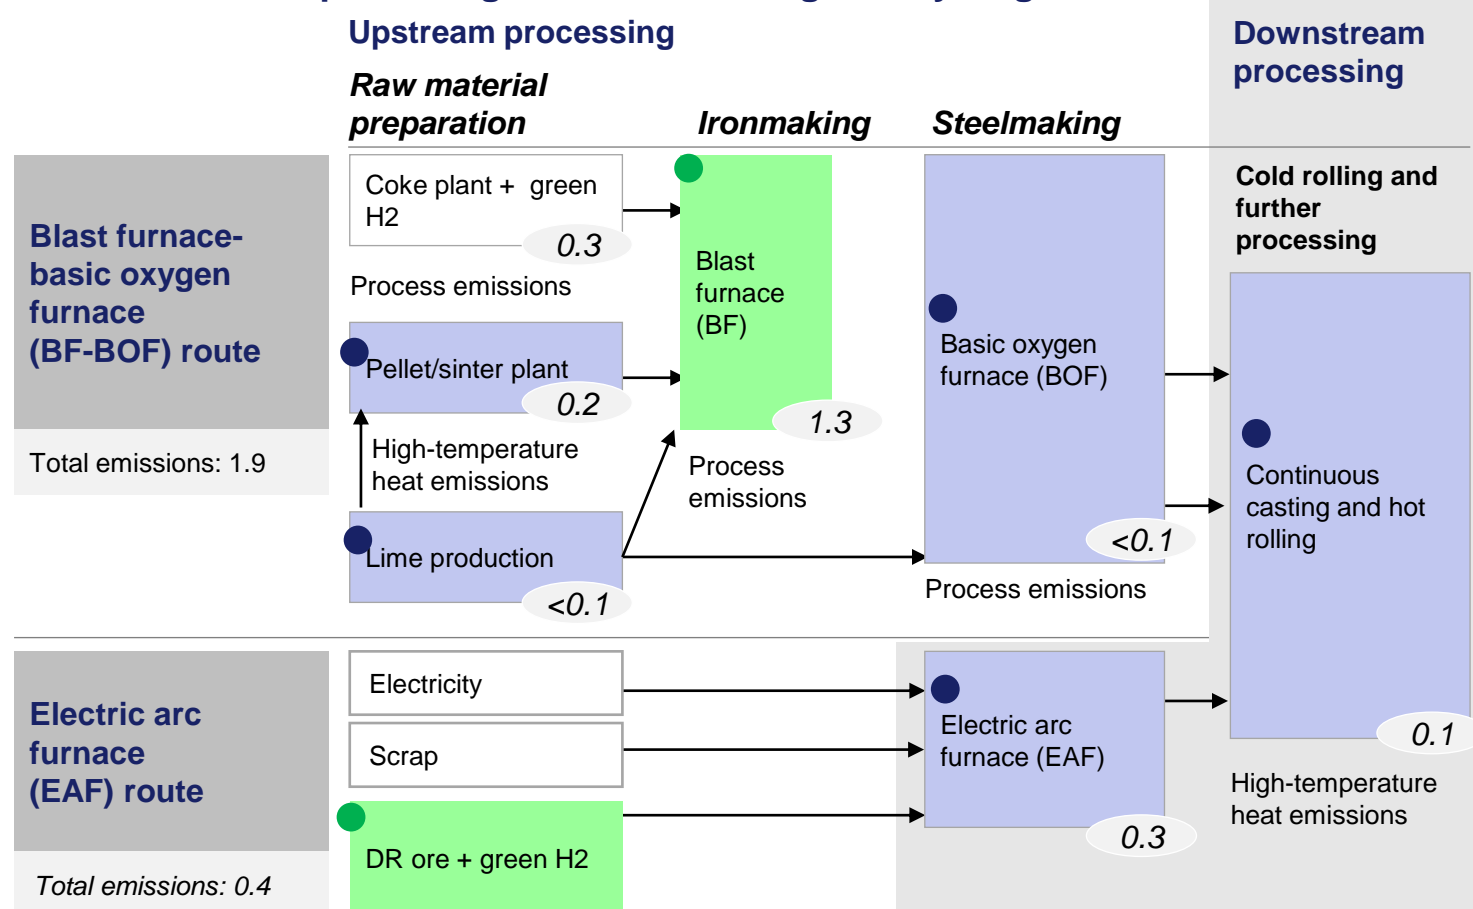 Upstream processing
Downstream
processing
Raw material
preparation
Ironmaking
Steelmaking
Blast furnace-
basic oxygen
furnace
(BF-BOF) route
Total emissions: 1.9
Coke plant + green
H2
0.3
Process emissions
Pellet/sinter plant
0.2
High-temperature
heat emissions
Lime production
<0.1
Blast
furnace
(BF)
1.3
Process
emissions
Basic oxygen
furnace (BOF)
<0.1
Process emissions
Cold rolling and
further
processing
Continuous
casting and hot
rolling
0.1
High-temperature
heat emissions
Electric arc
furnace
(EAF) route
Total emissions: 0.4
Electricity
Scrap
DR ore + green H2
Electric arc
furnace (EAF)
0.3